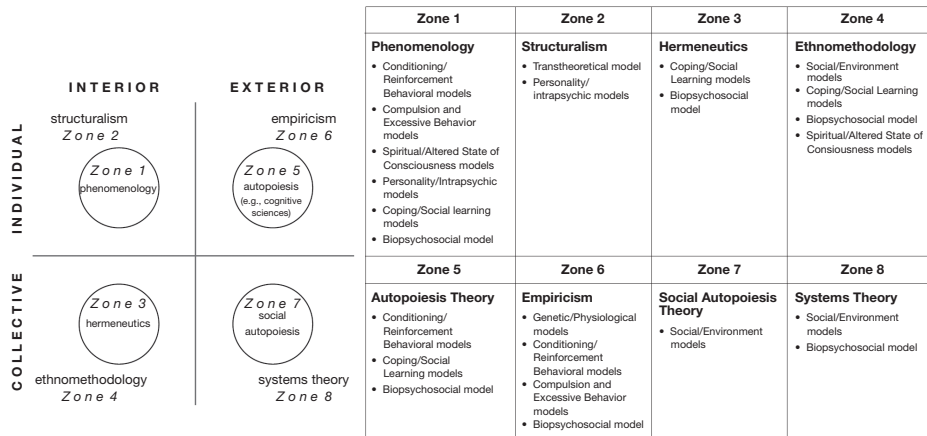 INTERIOR
EXTERIOR
INDIVIDUAL
COLLECTIVE
structuralism
Zone 2
Zone 1
phenomenology
empiricism
Zone 6
Zone 5
autopoiesis
(e.g., cognitive
sciences)
Zone 3
hermeneutics
ethnomethodology
Zone 4
Zone 7
social
autopoiesis
systems theory
Zone 8
Zone 1
Phenomenology
• Conditioning/
Reinforcement
Behavioral models
• Compulsion and
Excessive Behavior
models
• Spiritual/Altered State of
Consciousness models
• Personality/Intrapsychic
models
• Coping/Social learning
models
• Biopsychosocial model
Zone 2
Structuralism
• Transtheoretical model
• Personality/
intrapsychic models
Zone 3
Hermeneutics
• Coping/Social
Learning models
• Biopsychosocial
model
Zone 4
Ethnomethodology
• Social/Environment
models
• Coping/Social Learning
models
• Biopsychosocial model
• Spiritual/Altered State of
Consiousness models
Zone 5
Autopoiesis Theory
• Conditioning/
Reinforcement
Behavioral models
• Coping/Social
Learning models
• Biopsychosocial model
Zone 6
Empiricism
• Genetic/Physiological
models
• Conditioning/
Reinforcement
Behavioral models
• Compulsion and
Excessive Behavior
models
• Biopsychosocial model
Zone 7
Social Autopoiesis
Theory
• Social/Environment
models
Zone 8
Systems Theory
• Social/Environment
models
• Biopsychosocial model